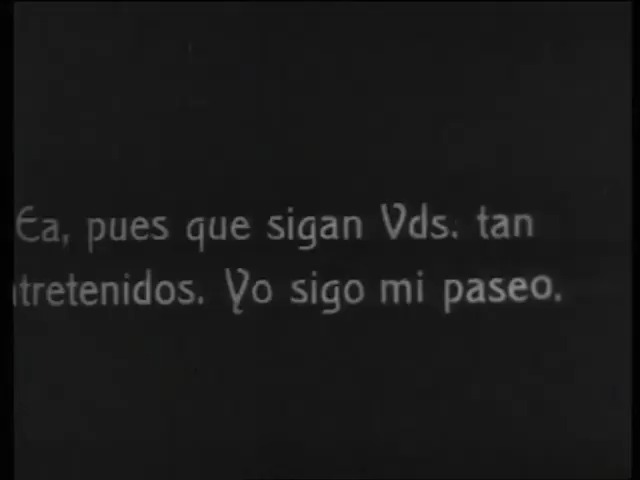 Ea, pues que sigan Vds. tan
ntretenidos. Yo sigo mi paseo.